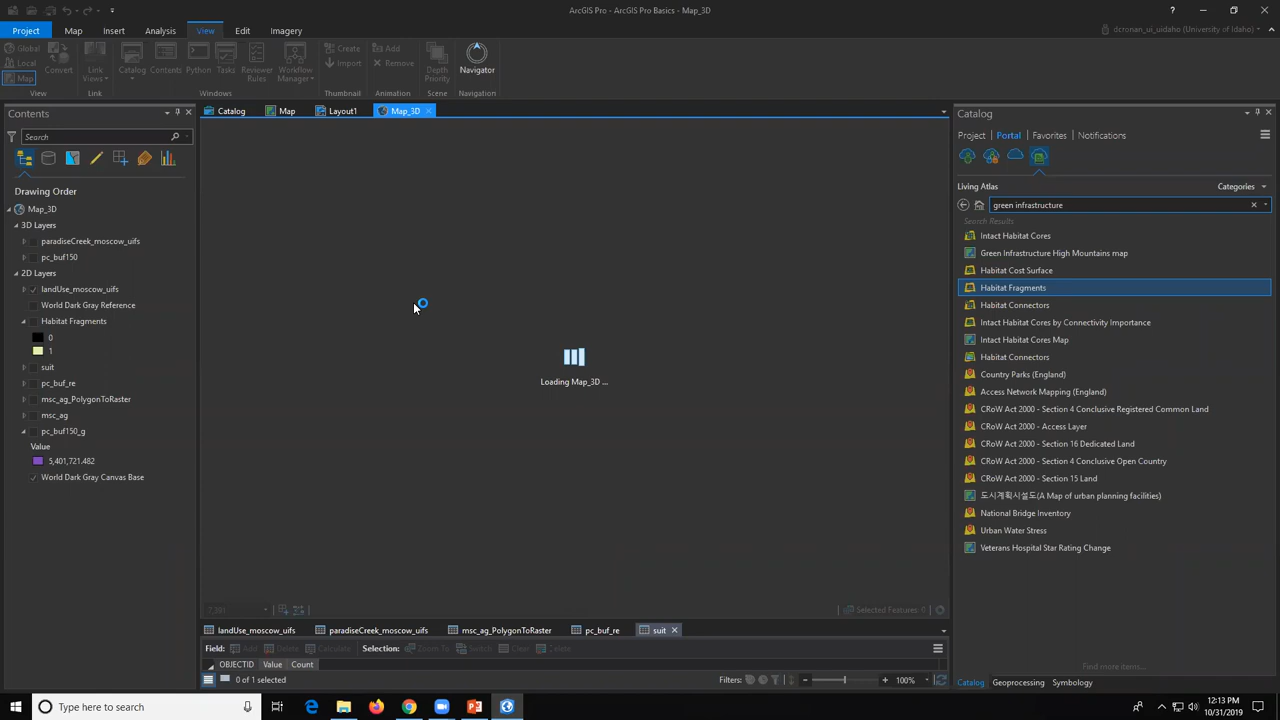 ArcGIS Pro - ArcGIS Pro Basics - Map_3D
? 
Project Map Insert Analysis View Edit Imagery
dcronan_ui_uidaho (University of Idaho)
Global
Local
Map
View
Convert
Link Views
Link
Catalog
Contents
Python
Tasks
Reviewer Rules
Workflow Manager
Windows
Create
Import
Thumbnail
Add
Remove
Animation
Depth Priority
Scene
Navigator
Navigation
Contents
Search
Drawing Order
Map_3D
3D Layers
paradiseCreek_moscow_uifs
pc_buf150
2D Layers
landUse_moscow_uifs
World Dark Gray Reference
Habitat Fragments
0
1
suit
pc_buf_re
msc_ag_PolygonToRaster
msc_ag
pc_buf150_g
Value
5,401,721.482
World Dark Gray Canvas Base
Catalog Map Layout1 Map_3D
Loading Map_3D ...
Selected Features: 0
landUse_moscow_uifs paradiseCreek_moscow_uifs msc_ag_PolygonToRaster pc_buf_re suit
Field: Add Delete Calculate Selection: Zoom To Switch Clear Delete
OBJECTID Value Count
0 of 1 selected
Filters: 100%
Catalog
Project Portal Favorites Notifications
Living Atlas Categories
green infrastructure
Search Results
Intact Habitat Cores
Green Infrastructure High Mountains map
Habitat Cost Surface
Habitat Fragments
Habitat Connectors
Intact Habitat Cores by Connectivity Importance
Intact Habitat Cores Map
Habitat Connectors
Country Parks (England)
Access Network Mapping (England)
CRoW Act 2000 - Section 4 Conclusive Registered Common Land
CRoW Act 2000 - Access Layer
CRoW Act 2000 - Section 16 Dedicated Land
CRoW Act 2000 - Section 4 Conclusive Open Country
CRoW Act 2000 - Section 15 Land
도시계획시설도(A Map of urban planning facilities)
National Bridge Inventory
Urban Water Stress
Veterans Hospital Star Rating Change
Find more items...
Catalog Geoprocessing Symbology
Type here to search
12:13 PM
10/31/2019